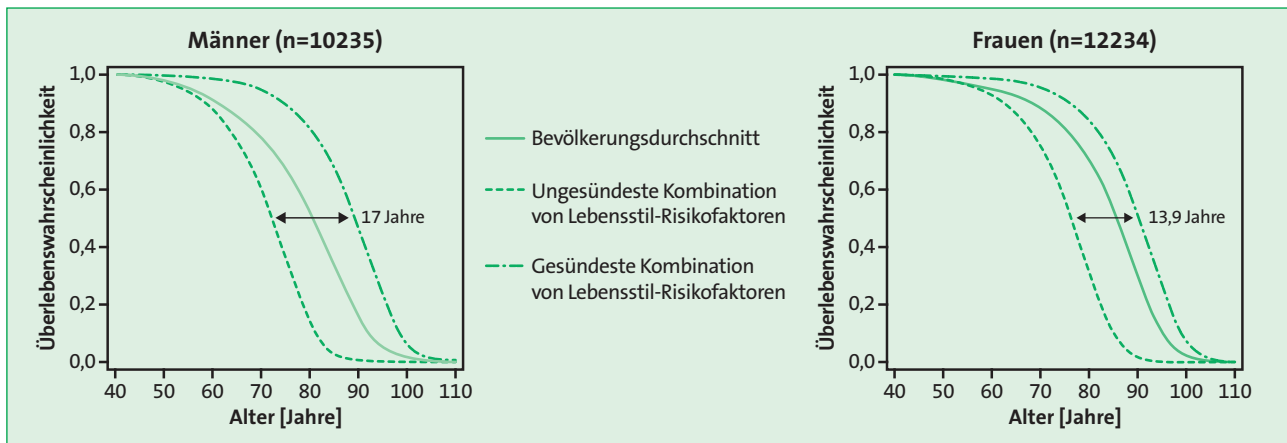 Männer (n=10235)
Überlebenswahrscheinlichkeit
1,0
0,8
0,6
0,4
0,2
0,0
17 Jahre
40 50 60 70 80 90 100 110
Alter [Jahre]
Bevölkerungsdurchschnitt
Ungesündeste Kombination
von Lebensstil-Risikofaktoren
Gesündeste Kombination
von Lebensstil-Risikofaktoren
Frauen (n=12234)
Überlebenswahrscheinlichkeit
1,0
0,8
0,6
0,4
0,2
0,0
13,9 Jahre
40 50 60 70 80 90 100 110
Alter [Jahre]